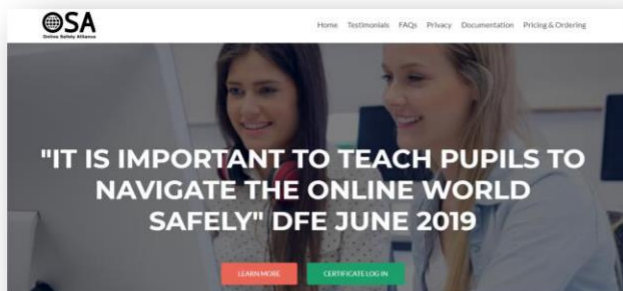 OSA
Online Safety Alliance
Home Testimonials FAQs Privacy Documentation Pricing & Ordering
"IT IS IMPORTANT TO TEACH PUPILS TO
NAVIGATE THE ONLINE WORLD
SAFELY" DFE JUNE 2019
LEARN MORE
CERTIFICATE LOG IN